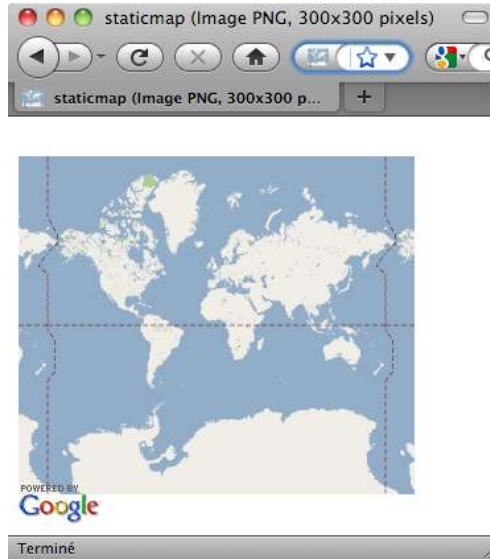 staticmap (Image PNG, 300x300 pixels)
staticmap (Image PNG, 300x300 p...
POWERED BY
Google
Terminé